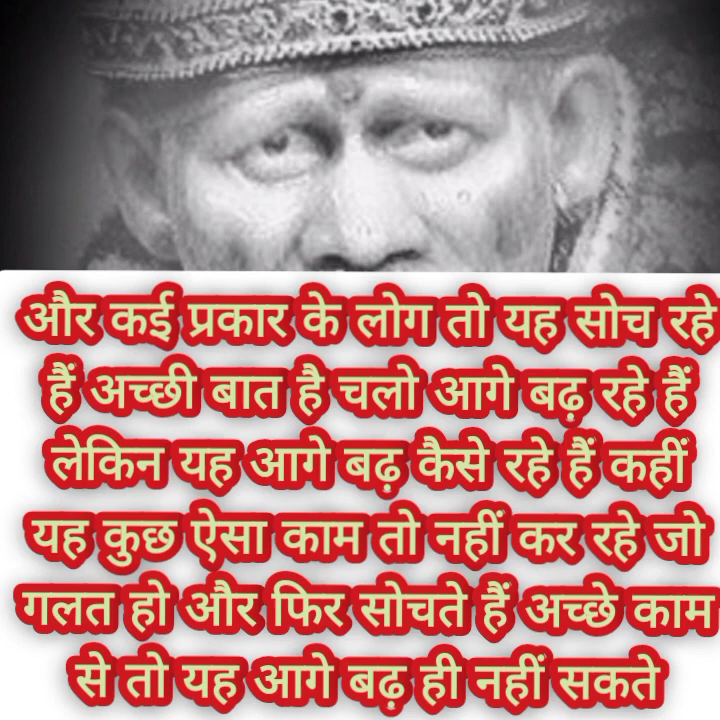 और कई प्रकार के लोग तो यह सोच रहे
हैं अच्छी बात है चलो आगे बढ़ रहे हैं
लेकिन यह आगे बढ़ कैसे रहे हैं कहीं
यह कुछ ऐसा काम तो नहीं कर रहे जो
गलत हो और फिर सोचते हैं अच्छे काम
से तो यह आगे बढ़ ही नहीं सकते